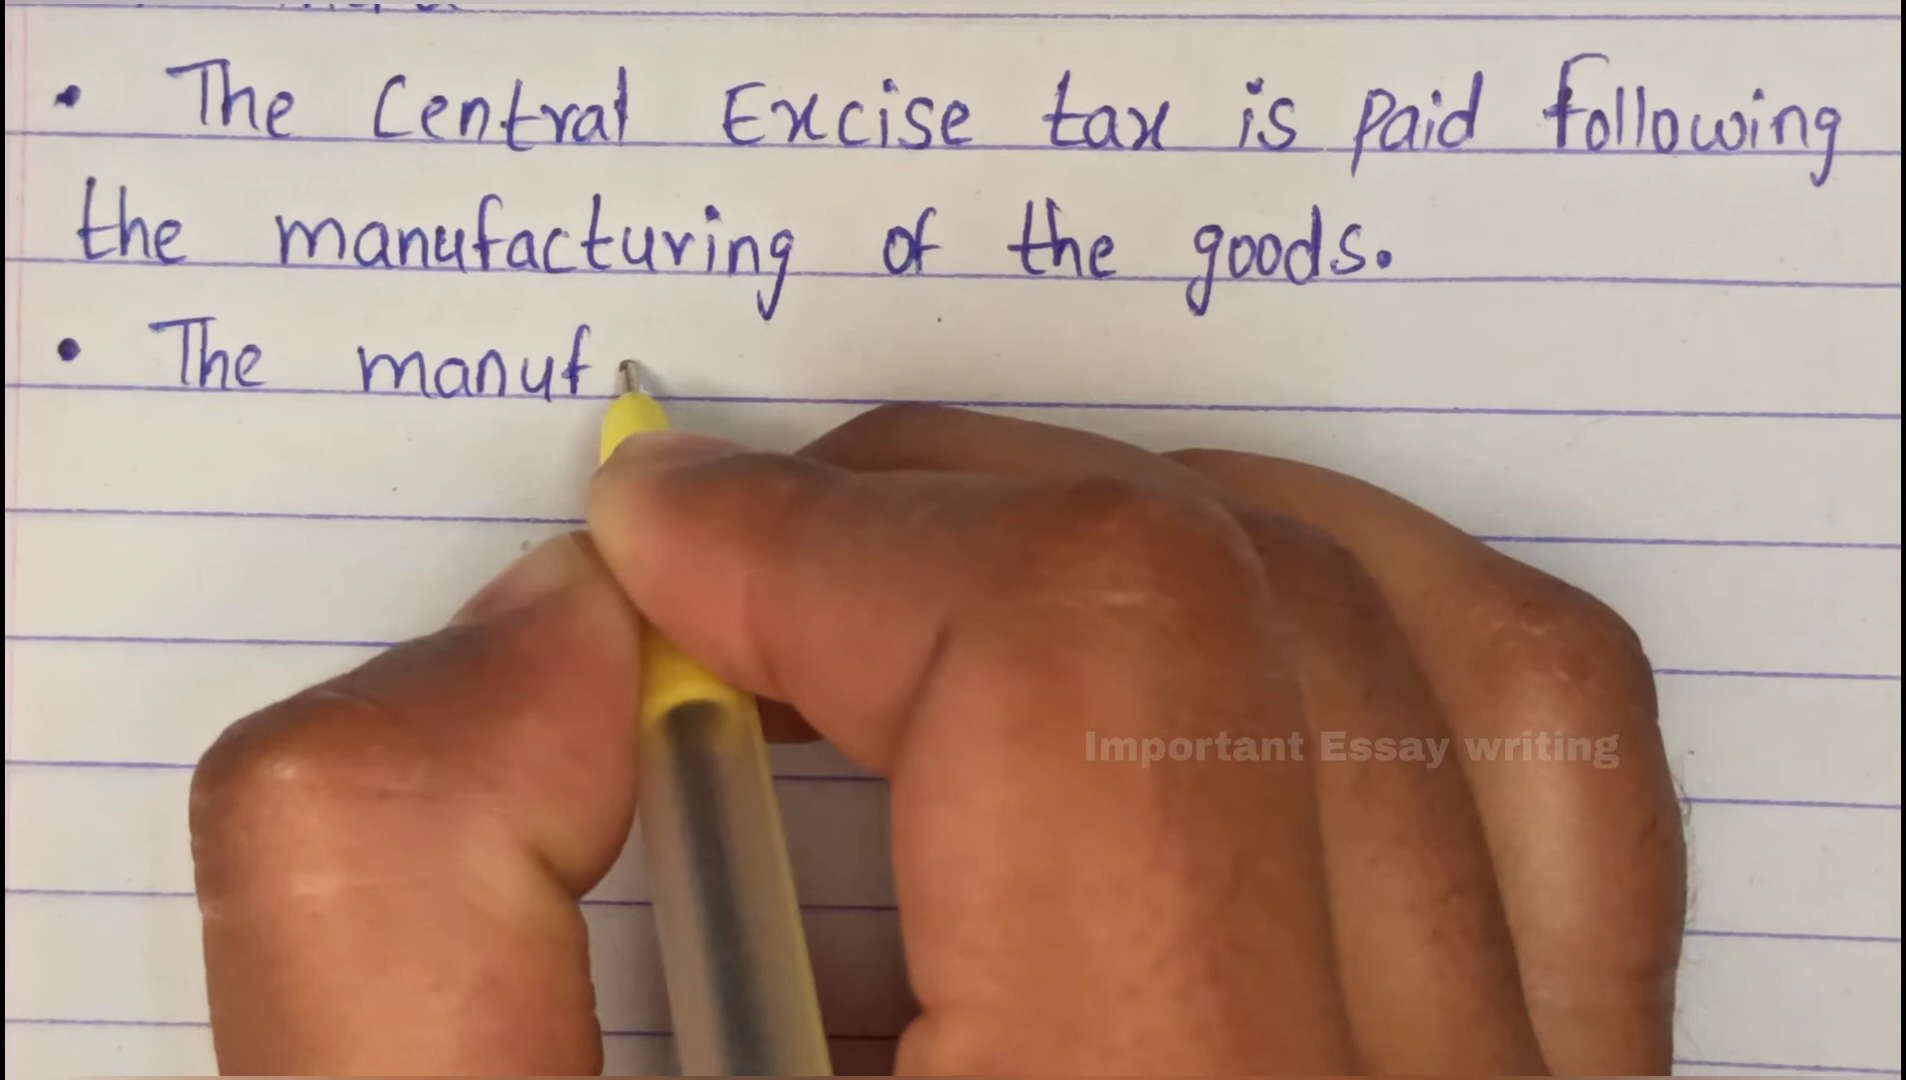 • The Central Excise tax is paid following
the manufacturing of the goods.
• The manuf
Important Essay writing